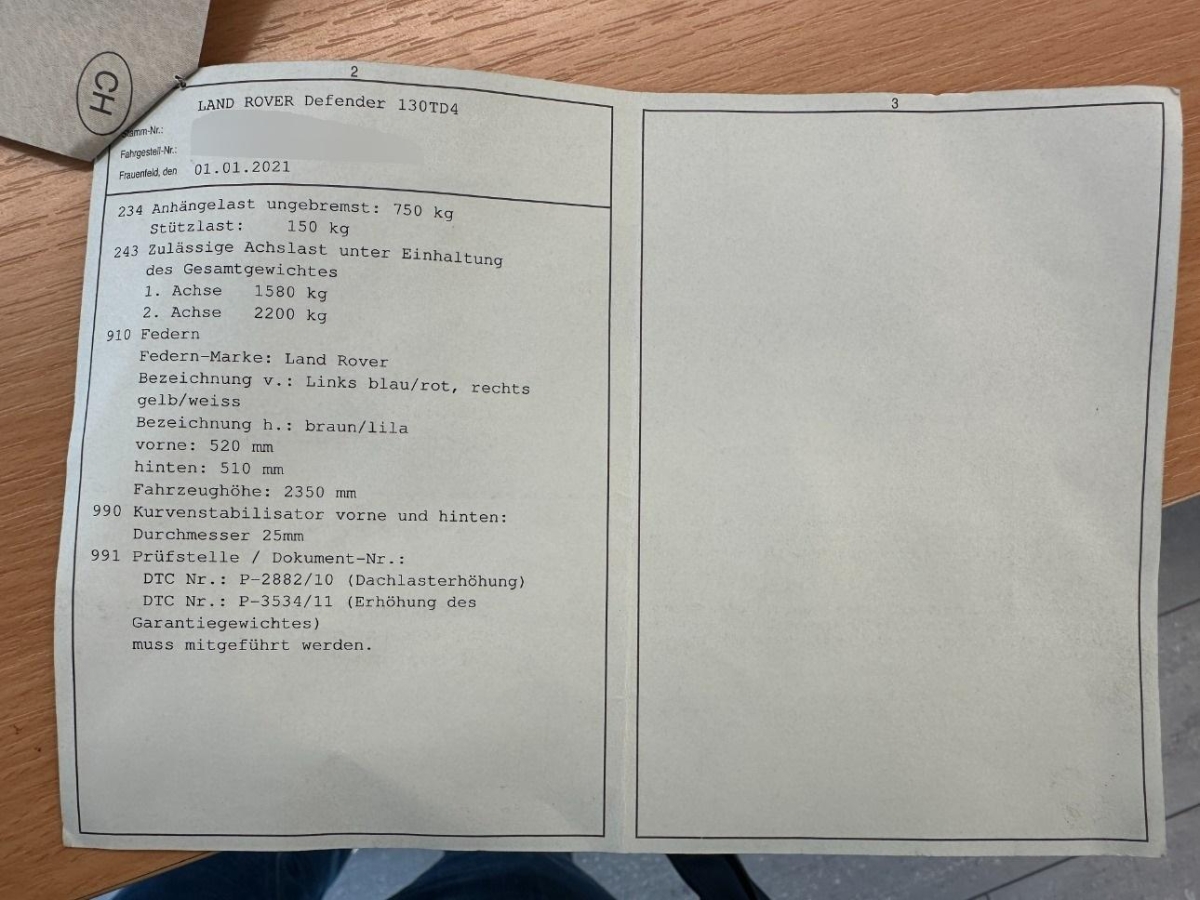 CH
2
LAND ROVER Defender 130TD4
Stamm-Nr.:
Fahrgestell-Nr.:
Frauenfeld, den 01.01.2021
234 Anhängelast ungebremst: 750 kg
Stützlast: 150 kg
243 Zulässige Achslast unter Einhaltung
des Gesamtgewichtes
1. Achse 1580 kg
2. Achse 2200 kg
910 Federn
Federn-Marke: Land Rover
Bezeichnung v.: Links blau/rot, rechts
gelb/weiss
Bezeichnung h.: braun/lila
vorne: 520 mm
hinten: 510 mm
Fahrzeughöhe: 2350 mm
990 Kurvenstabilisator vorne und hinten:
Durchmesser 25mm
991 Prüfstelle / Dokument-Nr.:
DTC Nr.: P-2882/10 (Dachlasterhöhung)
DTC Nr.: P-3534/11 (Erhöhung des
Garantiegewichtes)
muss mitgeführt werden.
3